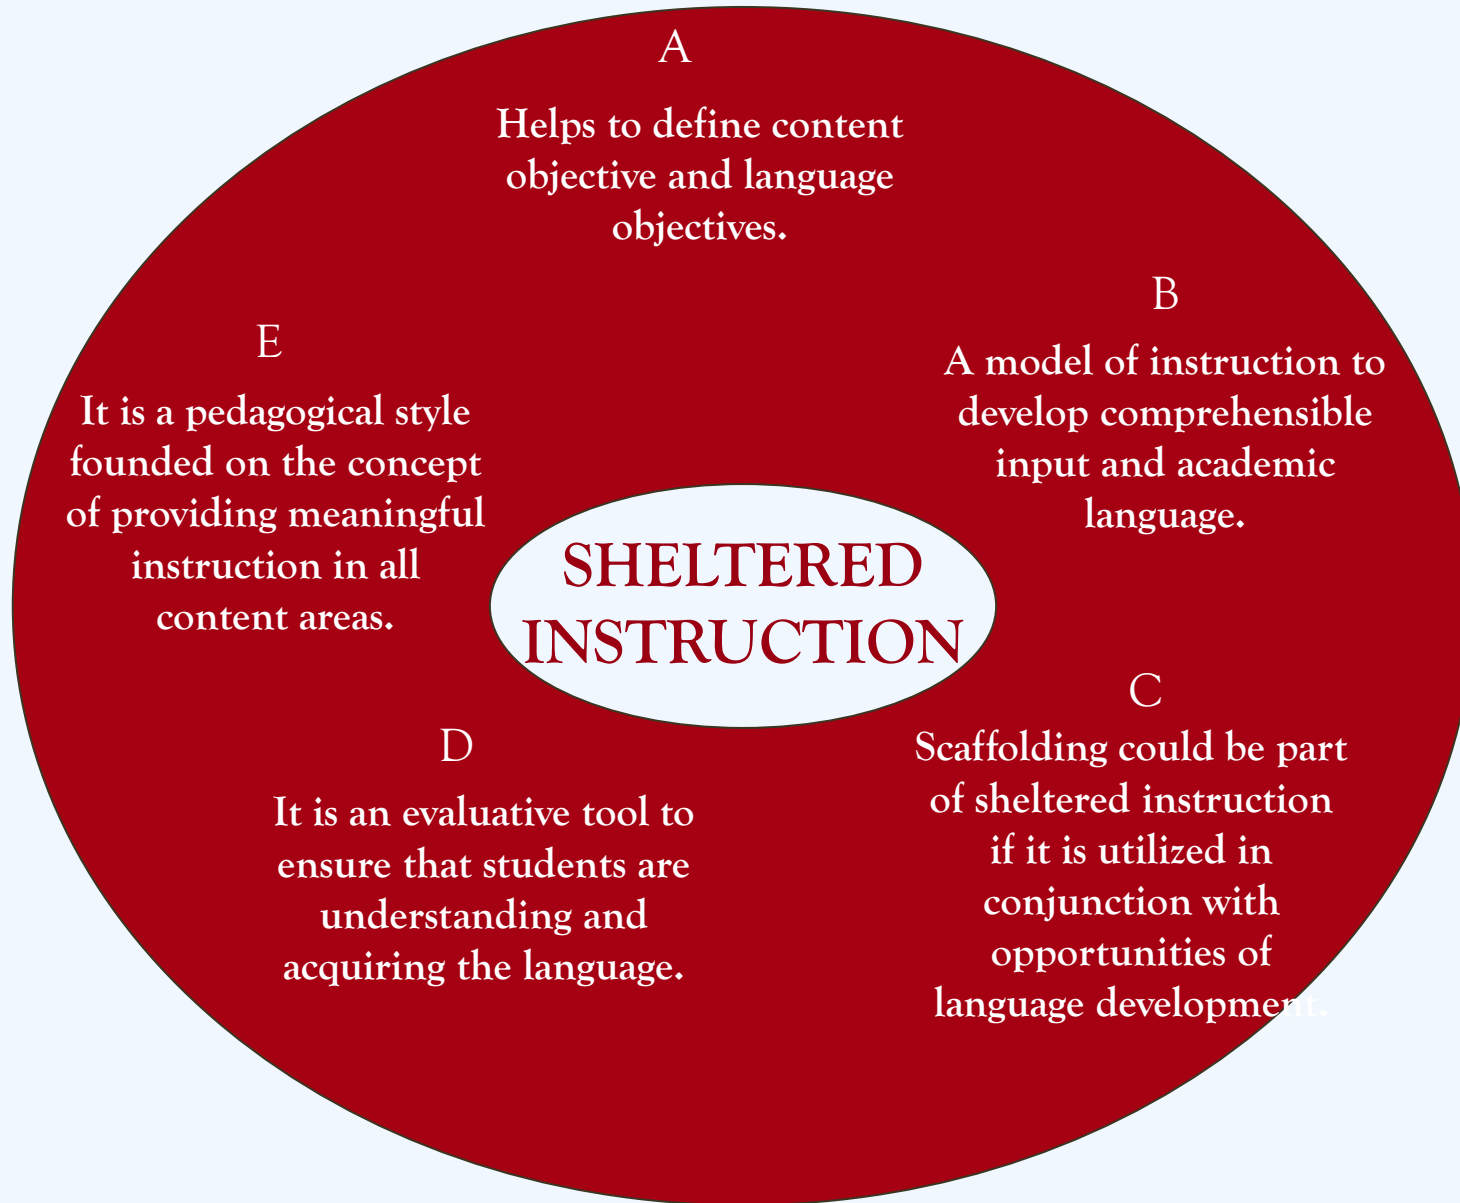 A
Helps to define content
objective and language
objectives.
B
A model of instruction to
develop comprehensible
input and academic
language.
E
It is a pedagogical style
founded on the concept
of providing meaningful
instruction in all
content areas.
SHELTERED
INSTRUCTION
C
Scaffolding could be part
of sheltered instruction
if it is utilized in
conjunction with
opportunities of
language development.
D
It is an evaluative tool to
ensure that students are
understanding and
acquiring the language.